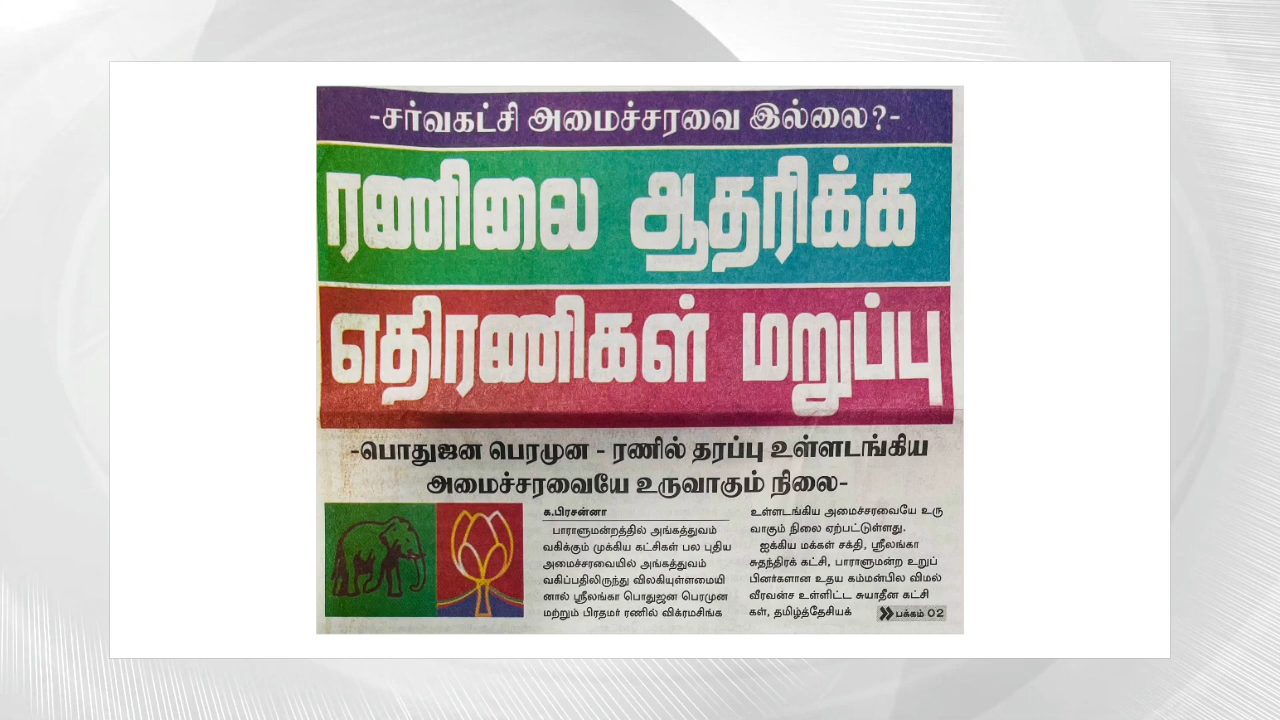 -சர்வகட்சி அமைச்சரவை இல்லை?-
ரணிலை ஆதரிக்க
எதிரணிகள் மறுப்பு
-பொதுஜன பெரமுன - ரணில் தரப்பு உள்ளடங்கிய
அமைச்சரவையே உருவாகும் நிலை-
க.பிரசன்னா
பாராளுமன்றத்தில் அங்கத்துவம்
வகிக்கும் முக்கிய கட்சிகள் பல புதிய
அமைச்சரவையில் அங்கத்துவம்
வகிப்பதிலிருந்து விலகியுள்ளமையி
னால் ஸ்ரீலங்கா பொதுஜன பெரமுன
மற்றும் பிரதமர் ரணில் விக்ரமசிங்க
உள்ளடங்கிய அமைச்சரவையே உரு
வாகும் நிலை ஏற்பட்டுள்ளது.
ஐக்கிய மக்கள் சக்தி, ஸ்ரீலங்கா
சுதந்திரக் கட்சி, பாராளுமன்ற உறுப்
பினர்களான உதய கம்மன்பில விமல்
வீரவன்ச உள்ளிட்ட சுயாதீன கட்சி
கள், தமிழ்த்தேசியக்
பக்கம் 02